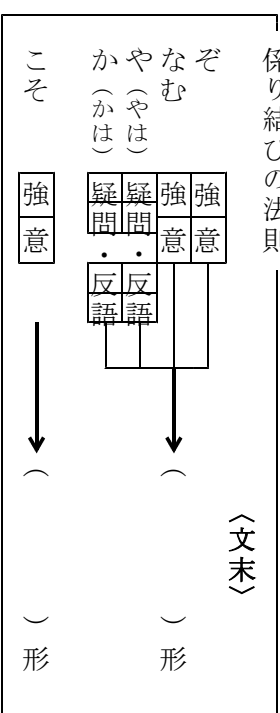 係り結びの法則
〈文末〉
ぞ 強意
なむ 強意
や（やは） 疑問・反語
か（かは） 疑問・反語
（ ）形
こそ 強意
（ ）形